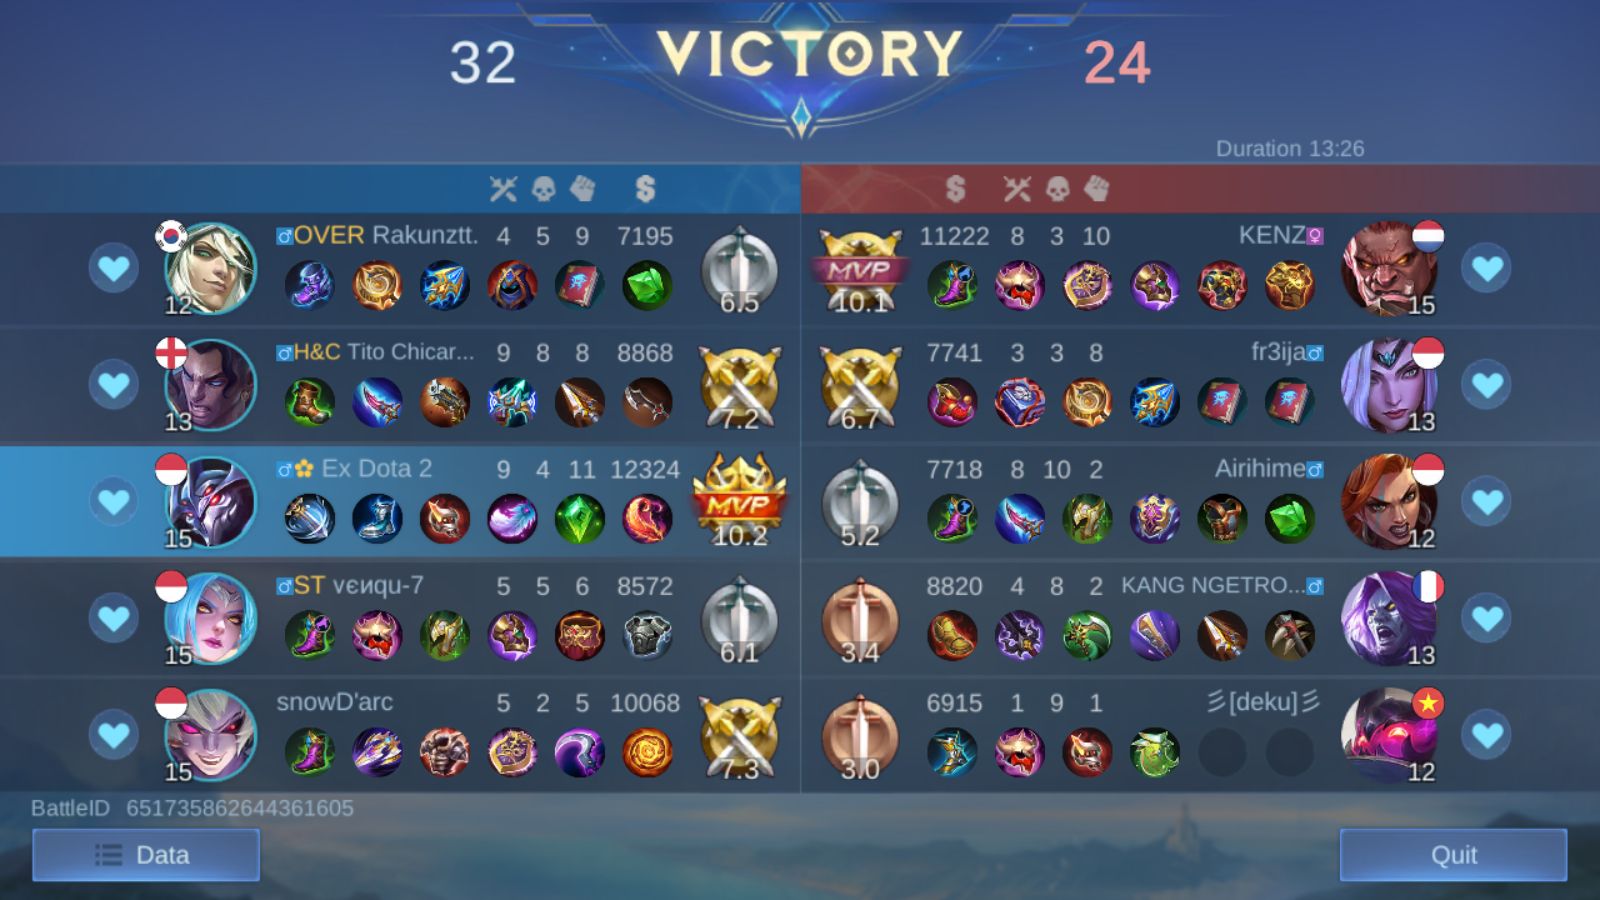 32 VICTORY 24
Duration 13:26
OVER Rakunztt. 4 5 9 7195 6.5
12
MVP 10.1 11222 8 3 10 KENZ
15
H&C Tito Chicar... 9 8 8 8868 7.2
13
6.7 7741 3 3 8 fr3ija
13
Ex Dota 2 9 4 11 12324 MVP 10.2
15
5.2 7718 8 10 2 Airihime
12
ST vєиqu-7 5 5 6 8572 6.1
15
3.4 8820 4 8 2 KANG NGETRO...
13
snowD'arc 5 2 5 10068 7.3
15
3.0 6915 1 9 1 彡[deku]彡
12
BattleID 651735862644361605
Data
Quit